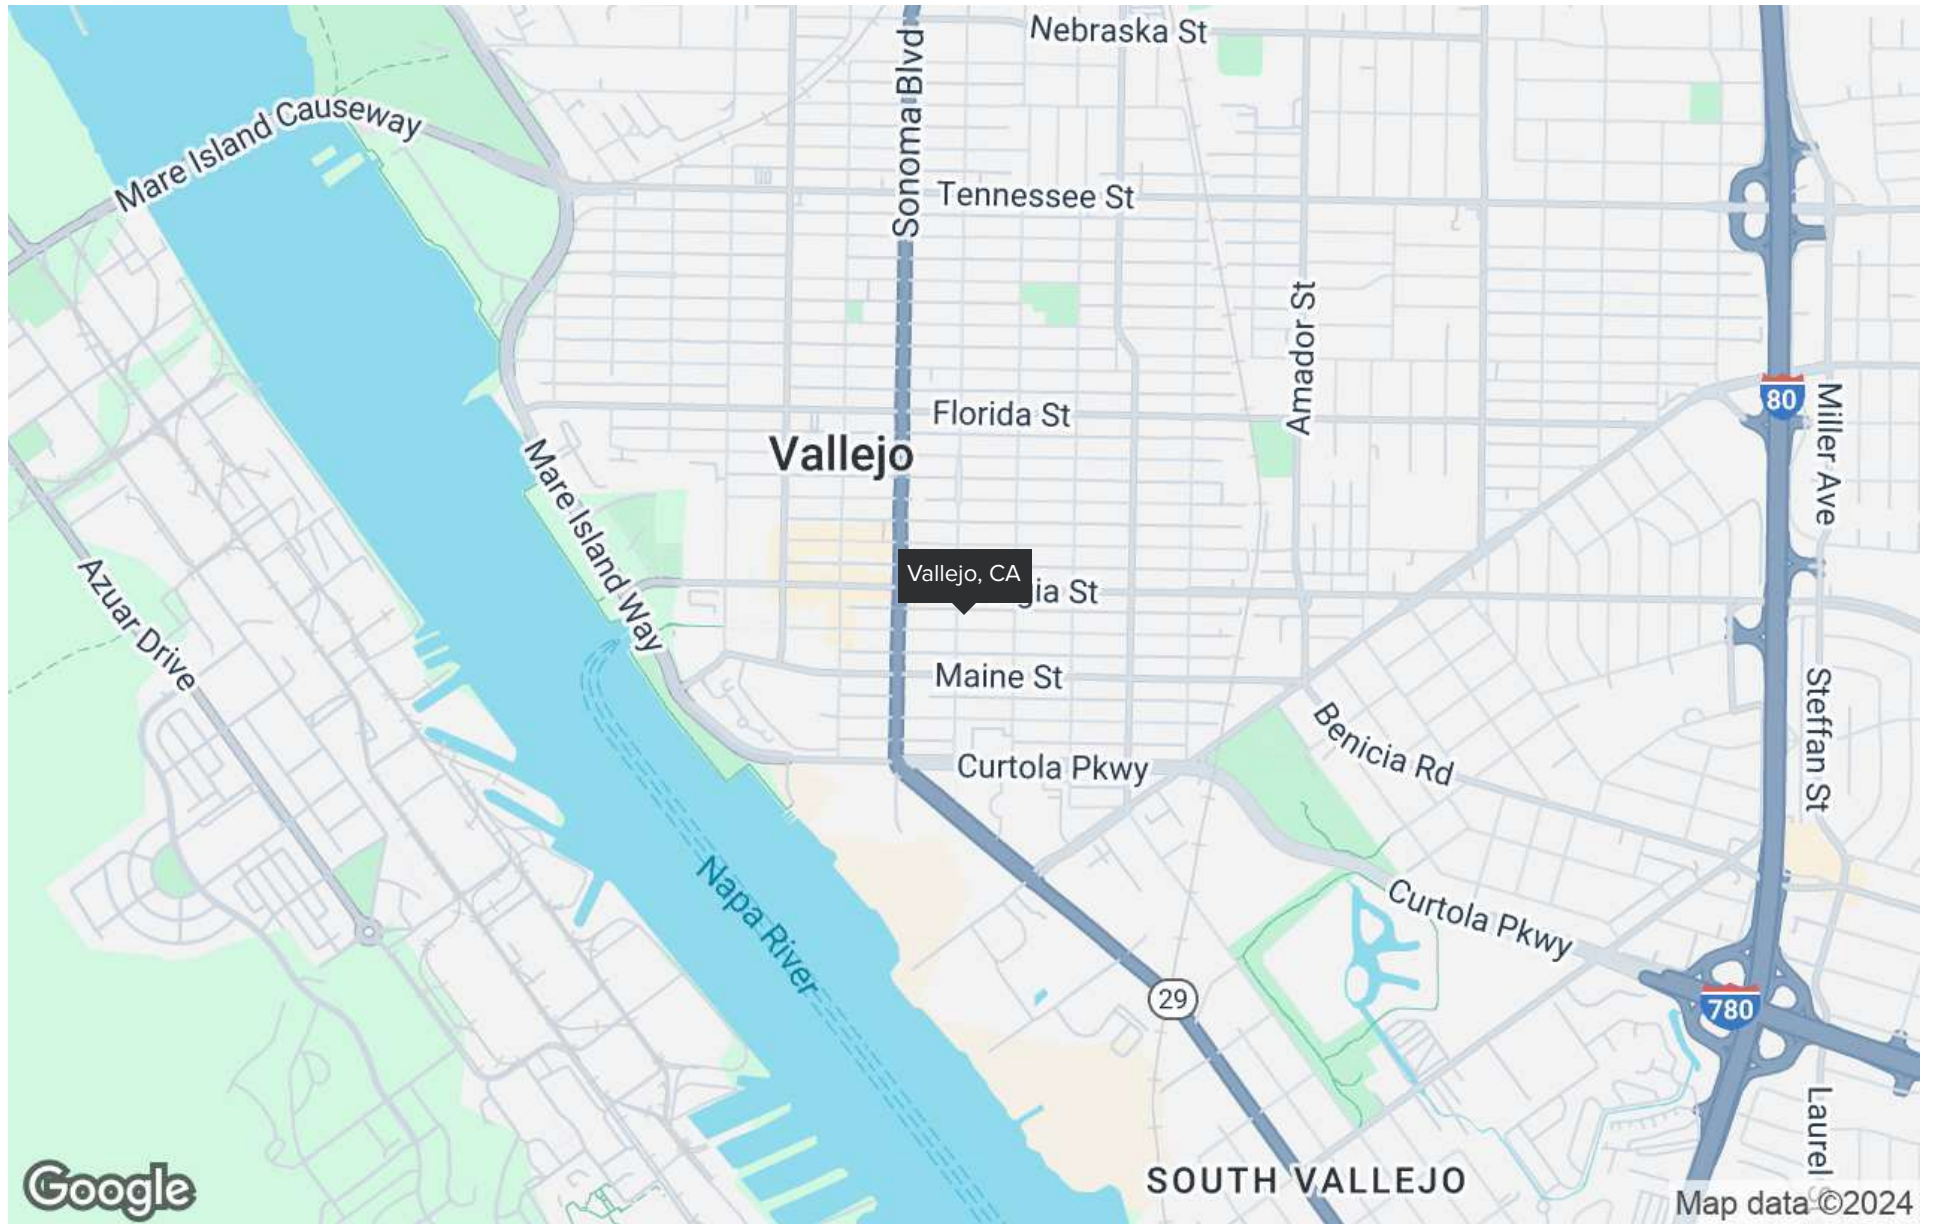 Nebraska St
Sonoma Blvd
Mare Island Causeway
Tennessee St
Amador St
80
Miller Ave
Florida St
Vallejo
Mare Island Way
Vallejo, CA
gia St
Azuar Drive
Maine St
Steffan St
Benicia Rd
Curtola Pkwy
Napa River
Curtola Pkwy
29
780
Laurel
SOUTH VALLEJO
Google
Map data ©2024